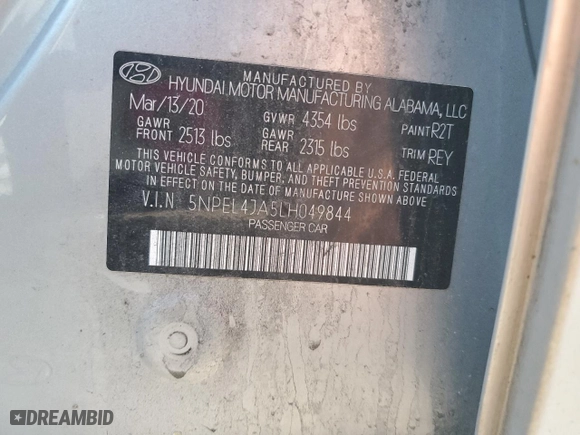 MANUFACTURED BY
HYUNDAI MOTOR MANUFACTURING ALABAMA, LLC
Mar/13/20 GVWR 4354 lbs PAINT R2T
GAWR FRONT 2513 lbs GAWR REAR 2315 lbs TRIM REY
THIS VEHICLE CONFORMS TO ALL APPLICABLE U.S.A. FEDERAL
MOTOR VEHICLE SAFETY, BUMPER, AND THEFT PREVENTION STANDARDS
IN EFFECT ON THE DATE OF MANUFACTURE SHOWN ABOVE.
V.I.N 5NPEL4JA5LH049844
PASSENGER CAR
DREAMBID